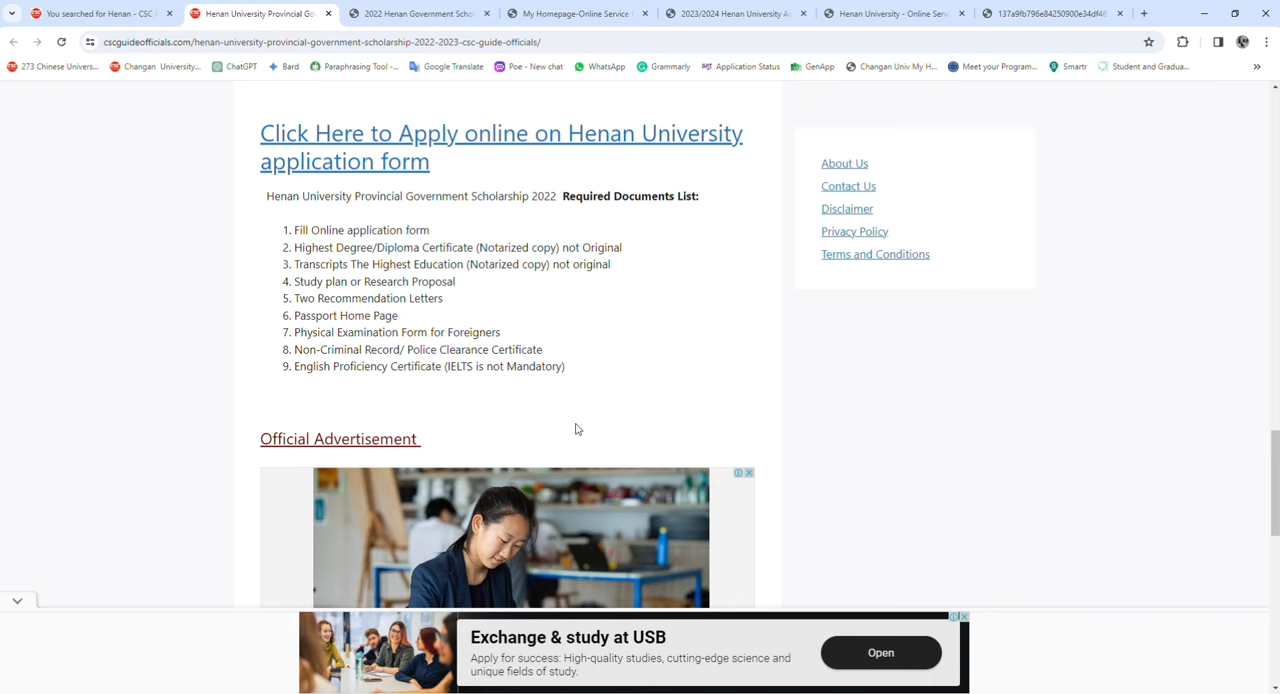 You searched for Henan - CSC
Henan University Provincial Go
2022 Henan Government Schol
My Homepage-Online Service
2023/2024 Henan University A
Henan University - Online Serv
137a9fb796e84250900e34df46
cscguideofficials.com/henan-university-provincial-government-scholarship-2022-2023-csc-guide-officials/
273 Chinese Univers...
Changan University...
ChatGPT
Bard
Paraphrasing Tool -...
Google Translate
Poe - New chat
WhatsApp
Grammarly
Application Status
GenApp
Changan Univ My H...
Meet your Program...
Smartr
Student and Gradua...
»
Click Here to Apply online on Henan University
application form
Henan University Provincial Government Scholarship 2022 Required Documents List:
1. Fill Online application form
2. Highest Degree/Diploma Certificate (Notarized copy) not Original
3. Transcripts The Highest Education (Notarized copy) not original
4. Study plan or Research Proposal
5. Two Recommendation Letters
6. Passport Home Page
7. Physical Examination Form for Foreigners
8. Non-Criminal Record/ Police Clearance Certificate
9. English Proficiency Certificate (IELTS is not Mandatory)
Official Advertisement
About Us
Contact Us
Disclaimer
Privacy Policy
Terms and Conditions
Exchange & study at USB
Apply for success: High-quality studies, cutting-edge science and
unique fields of study.
Open